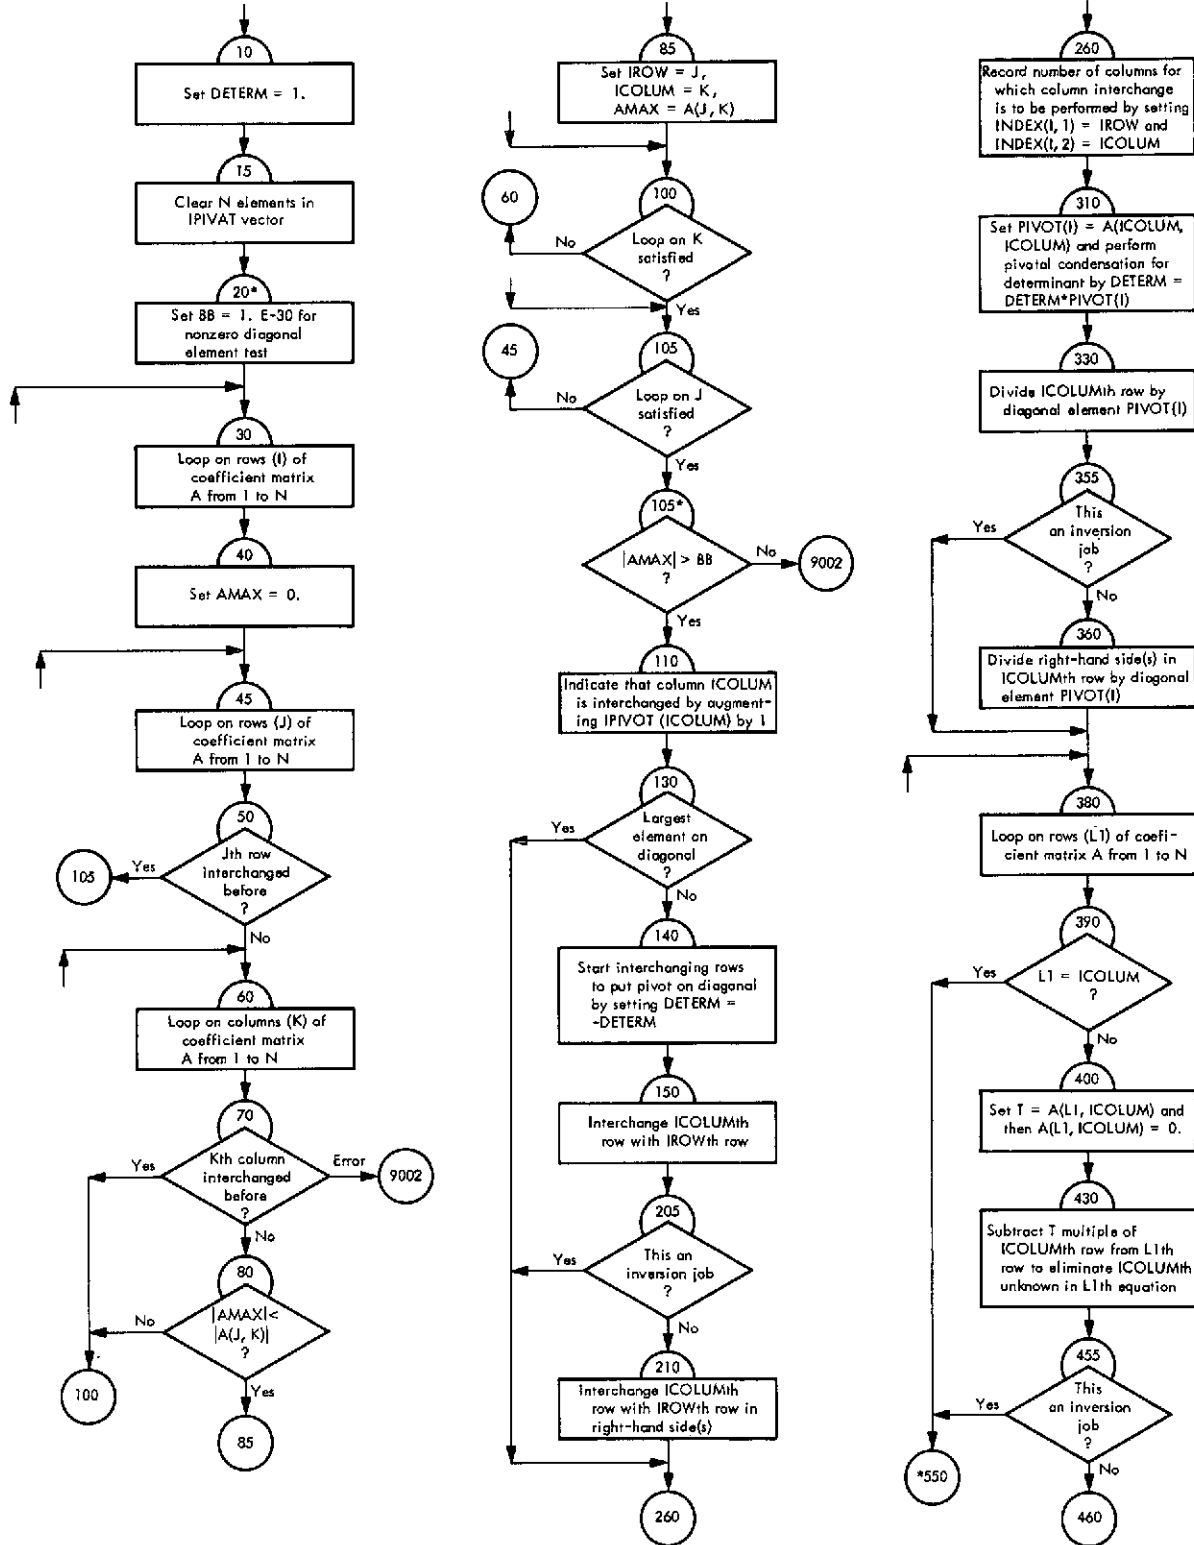 10
Set DETERM = 1.
15
Clear N elements in
IPIVAT vector
20*
Set BB = 1. E-30 for
nonzero diagonal
element test
30
Loop on rows (I) of
coefficient matrix
A from 1 to N
40
Set AMAX = 0.
45
Loop on rows (J) of
coefficient matrix
A from 1 to N
50
Jth row
interchanged
before
?
Yes
105
No
60
Loop on columns (K) of
coefficient matrix
A from 1 to N
70
Kth column
interchanged
before
?
Yes
Error
9002
No
80
|AMAX|<
|A(J, K)|
?
No
100
Yes
85
85
Set IROW = J,
ICOLUM = K,
AMAX = A(J, K)
100
Loop on K
satisfied
?
No
60
Yes
105
Loop on J
satisfied
?
No
45
Yes
105*
|AMAX| > BB
?
No
9002
Yes
110
Indicate that column ICOLUM
is interchanged by augment-
ing IPIVOT (ICOLUM) by 1
130
Largest
element on
diagonal
?
Yes
No
140
Start interchanging rows
to put pivot on diagonal
by setting DETERM =
-DETERM
150
Interchange ICOLUMth
row with IROWth row
205
This an
inversion job
?
Yes
No
210
Interchange ICOLUMth
row with IROWth row in
right-hand side(s)
260
260
Record number of columns for
which column interchange
is to be performed by setting
INDEX(I, 1) = IROW and
INDEX(I, 2) = ICOLUM
310
Set PIVOT(I) = A(ICOLUM,
ICOLUM) and perform
pivotal condensation for
determinant by DETERM =
DETERM*PIVOT(I)
330
Divide ICOLUMth row by
diagonal element PIVOT(I)
355
This
an inversion
job
?
Yes
No
360
Divide right-hand side(s) in
ICOLUMth row by diagonal
element PIVOT(I)
380
Loop on rows (L1) of coefi-
cient matrix A from 1 to N
390
L1 = ICOLUM
?
Yes
No
400
Set T = A(L1, ICOLUM) and
then A(L1, ICOLUM) = 0.
430
Subtract T multiple of
ICOLUMth row from L1th
row to eliminate ICOLUMth
unknown in L1th equation
455
This
an inversion
job
?
Yes
*550
No
460